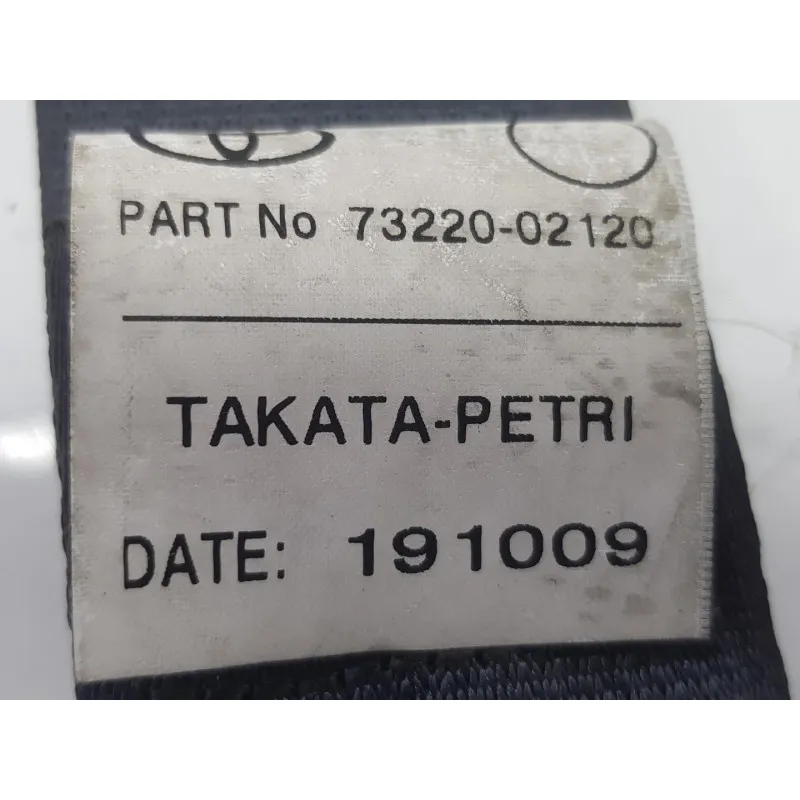 PART No 73220-02120
TAKATA-PETRI
DATE: 191009